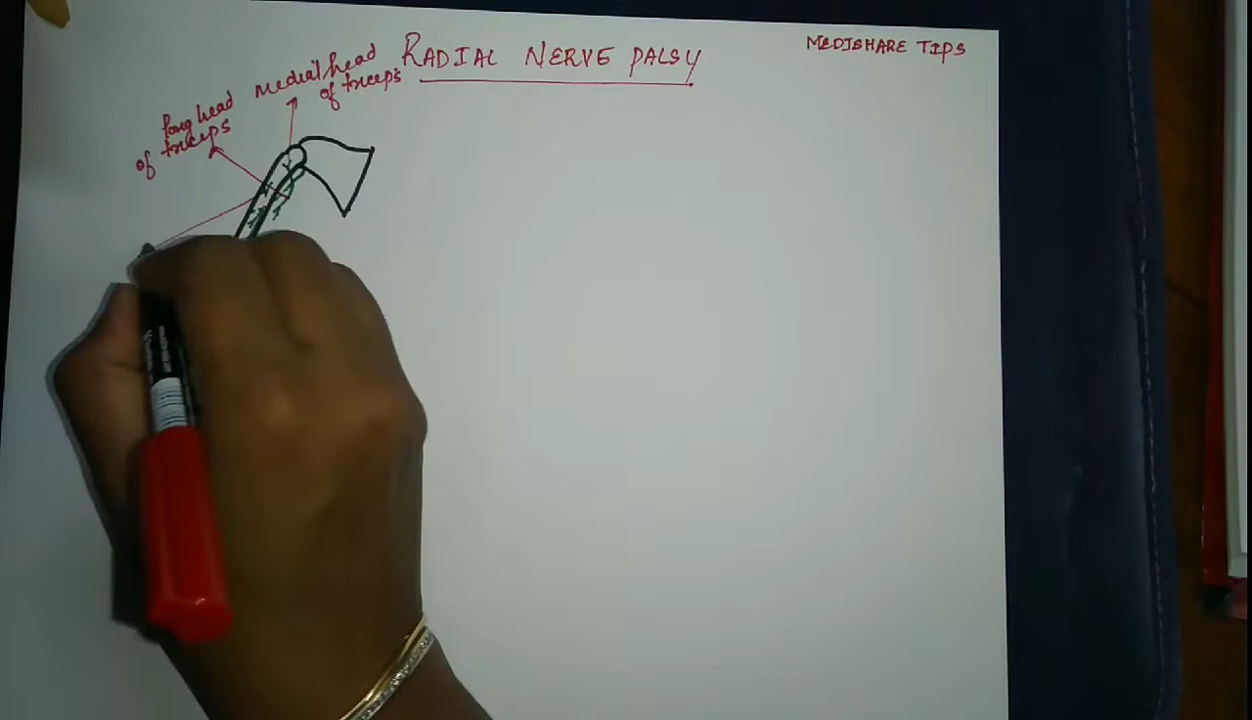 RADIAL NERVE PALSY
MEDISHARE TIPS
medial head
of triceps
long head
of triceps